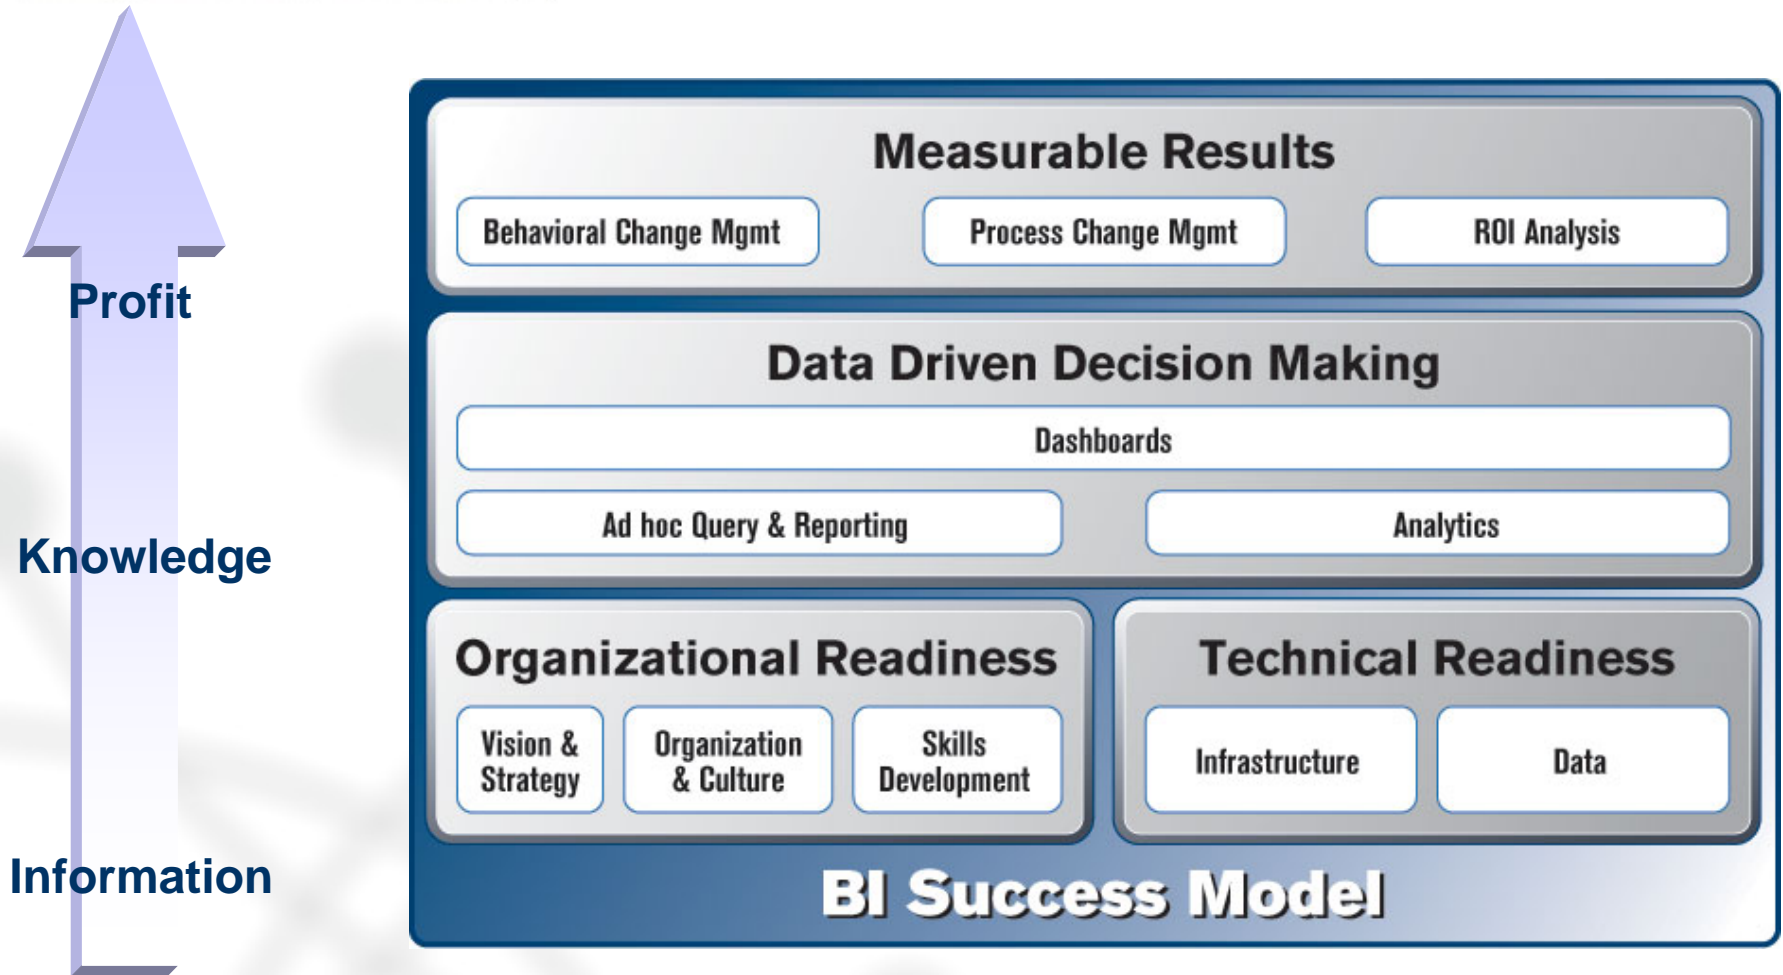 Profit
Knowledge
Information
Measurable Results
Behavioral Change Mgmt
Process Change Mgmt
ROI Analysis
Data Driven Decision Making
Dashboards
Ad hoc Query & Reporting
Analytics
Organizational Readiness
Vision &
Strategy
Organization
& Culture
Skills
Development
Technical Readiness
Infrastructure
Data
BI Success Model